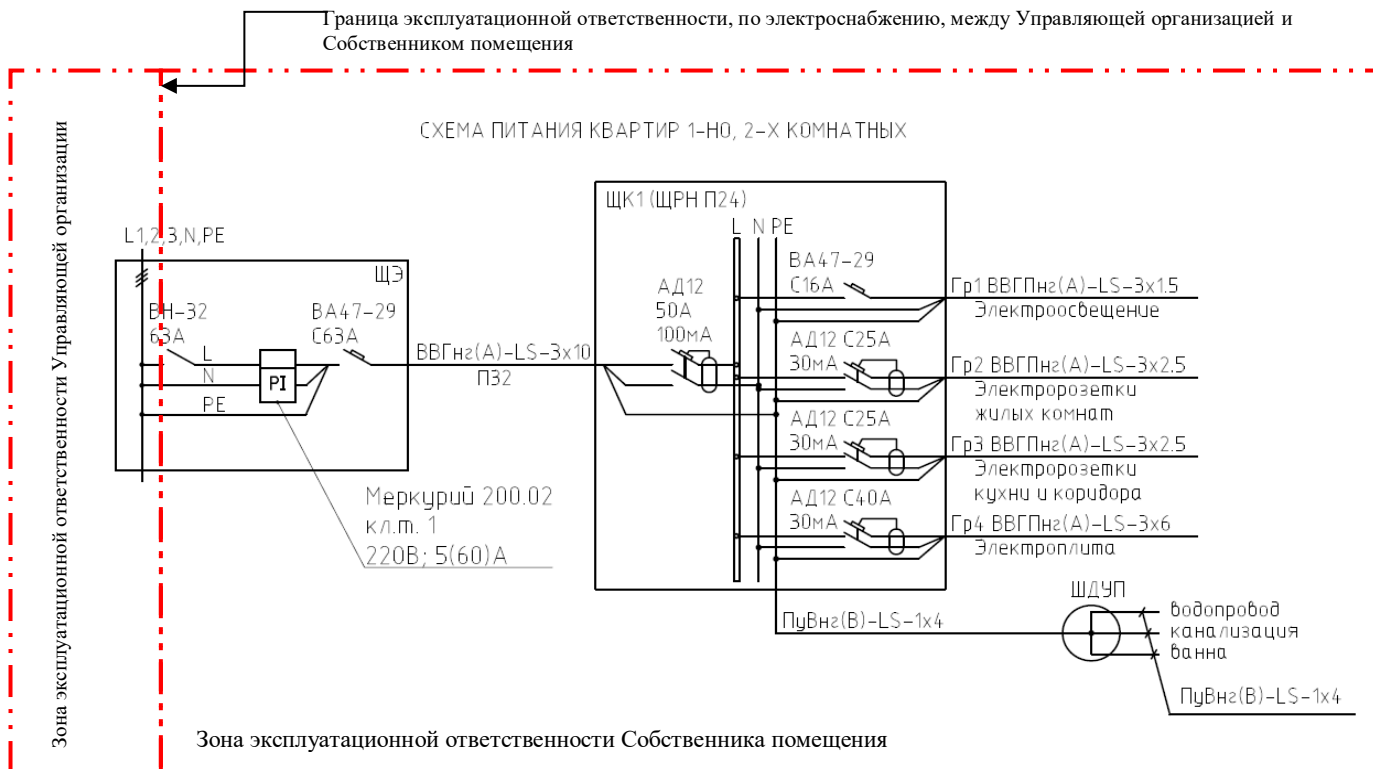 Граница эксплуатационной ответственности, по электроснабжению, между Управляющей организацией и
Собственником помещения
Зона эксплуатационной ответственности Управляющей организации
СХЕМА ПИТАНИЯ КВАРТИР 1-НО, 2-Х КОМНАТНЫХ
L1,2,3,N,PE
ЩЭ
ВН-32
63А
ВА47-29
С63А
L
N
PE
PI
ВВГнг(А)-LS-3х10
П32
Меркурий 200.02
кл.т. 1
220В; 5(60)А
ЩК1 (ЩРН П24)
L N PE
АД12
50А
100мА
ВА47-29
С16А
Гр1 ВВГПнг(А)-LS-3х1.5
Электроосвещение
АД12 С25А
30мА
Гр2 ВВГПнг(А)-LS-3х2.5
Электророзетки
жилых комнат
АД12 С25А
30мА
Гр3 ВВГПнг(А)-LS-3х2.5
Электророзетки
кухни и коридора
АД12 С40А
30мА
Гр4 ВВГПнг(А)-LS-3х6
Электроплита
ПуВнг(В)-LS-1х4
ШДУП
водопровод
канализация
ванна
ПуВнг(В)-LS-1х4
Зона эксплуатационной ответственности Собственника помещения